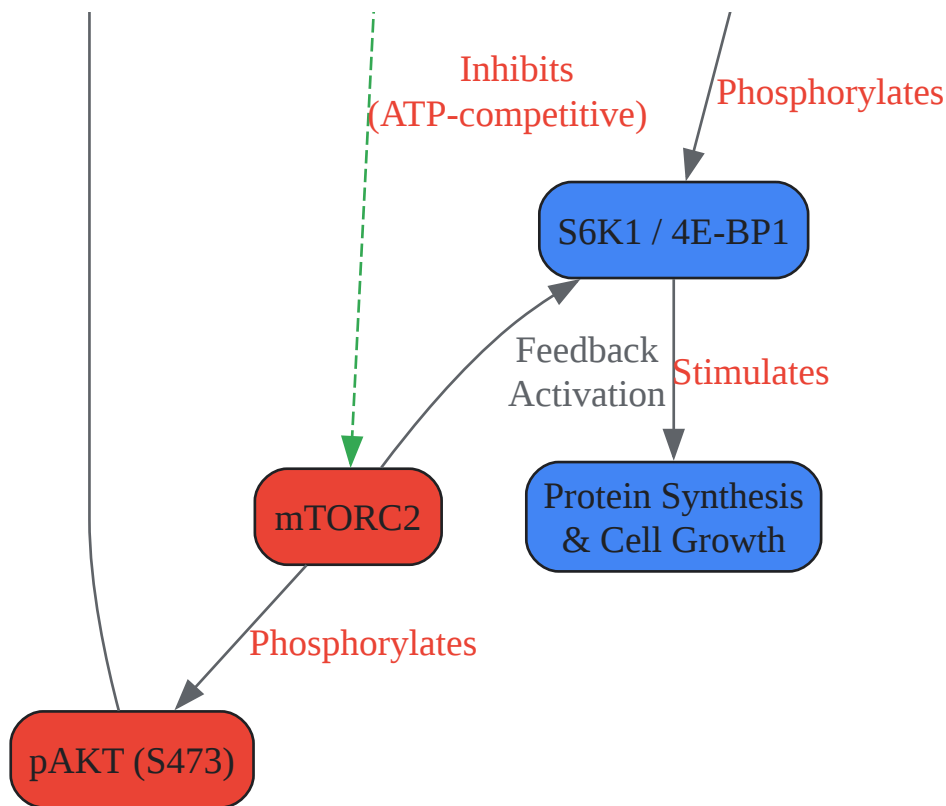 Inhibits
(ATP-competitive)
Phosphorylates
S6K1 / 4E-BP1
Feedback
Activation
Stimulates
mTORC2
Protein Synthesis
& Cell Growth
Phosphorylates
pAKT (S473)